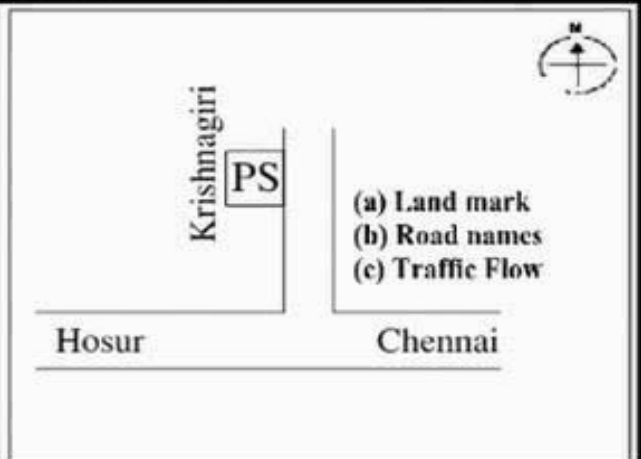 N
Krishnagiri
PS
(a) Land mark
(b) Road names
(c) Traffic Flow
Hosur
Chennai